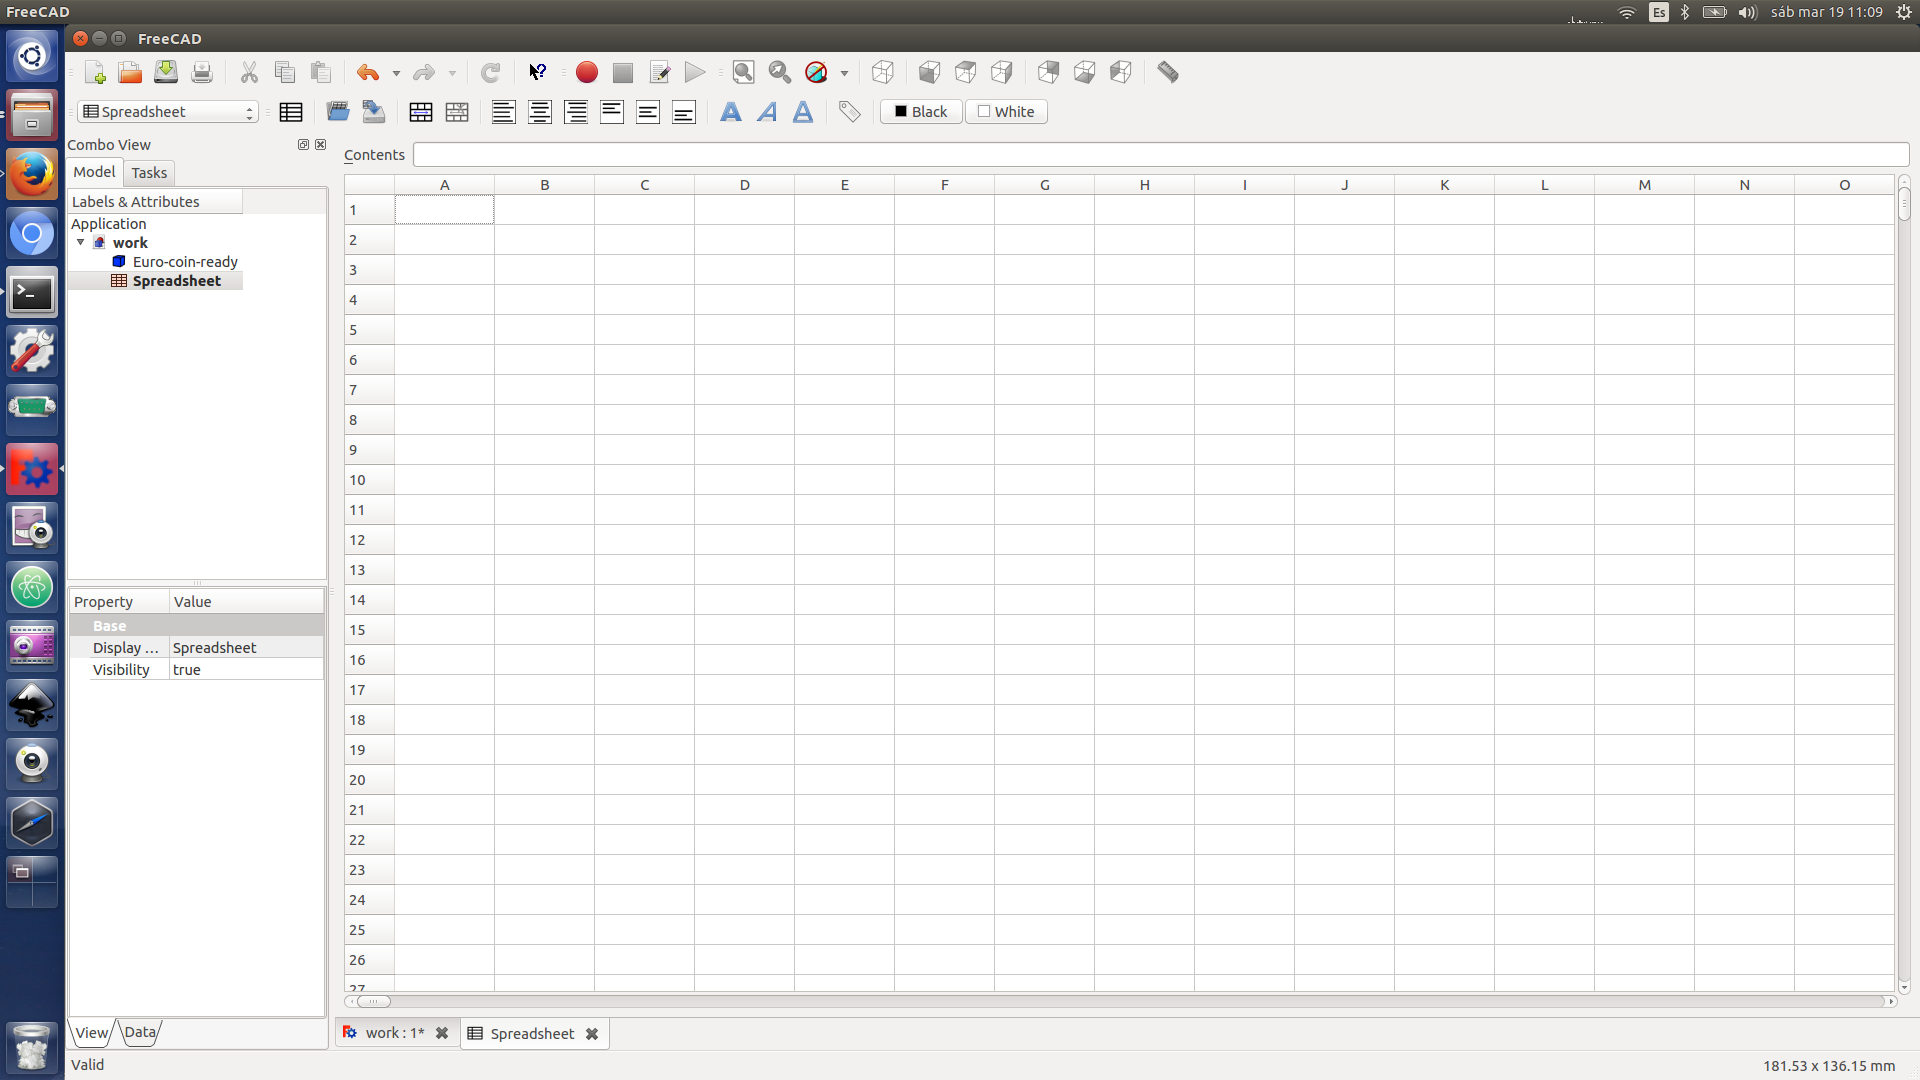 FreeCAD
Es
sáb mar 19 11:09
FreeCAD
Spreadsheet
Black
White
Combo View
Model
Tasks
Contents
Labels & Attributes
Application
work
Euro-coin-ready
Spreadsheet
A B C D E F G H I J K L M N O
1
2
3
4
5
6
7
8
9
10
11
12
13
14
15
16
17
18
19
20
21
22
23
24
25
26
27
Property Value
Base
Display ... Spreadsheet
Visibility true
View
Data
work : 1*
Spreadsheet
Valid
181.53 x 136.15 mm